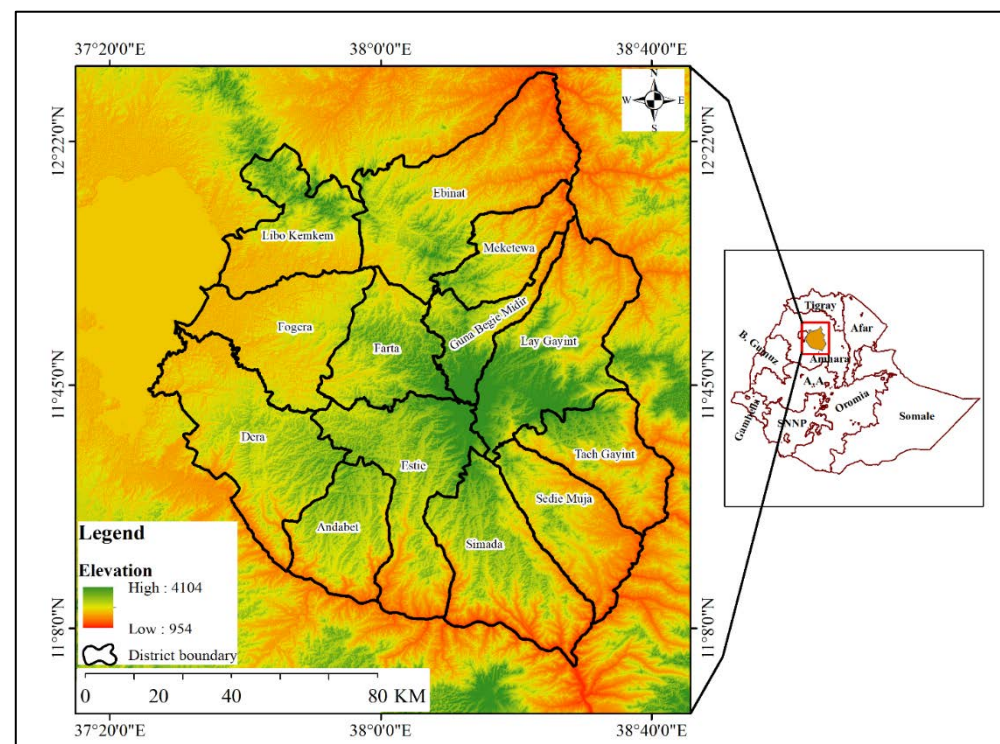 37°20'0"E
38°0'0"E
38°40'0"E
N
W E
S
12°22'0"N
12°22'0"N
Ebinat
Libo Kemkem
Meketewa
Guna Begie Midir
Fogera
Farta
Lay Gayint
11°45'0"N
11°45'0"N
Dera
Estie
Tach Gayint
Sedie Muja
Andabet
Simada
11°8'0"N
11°8'0"N
Legend
Elevation
High : 4104
Low : 954
District boundary
0 20 40 80 KM
37°20'0"E
38°0'0"E
38°40'0"E
Tigray
Afar
B. Gumuz
Amhara
A.A
Oromia
Somale
Gambella
SNNP